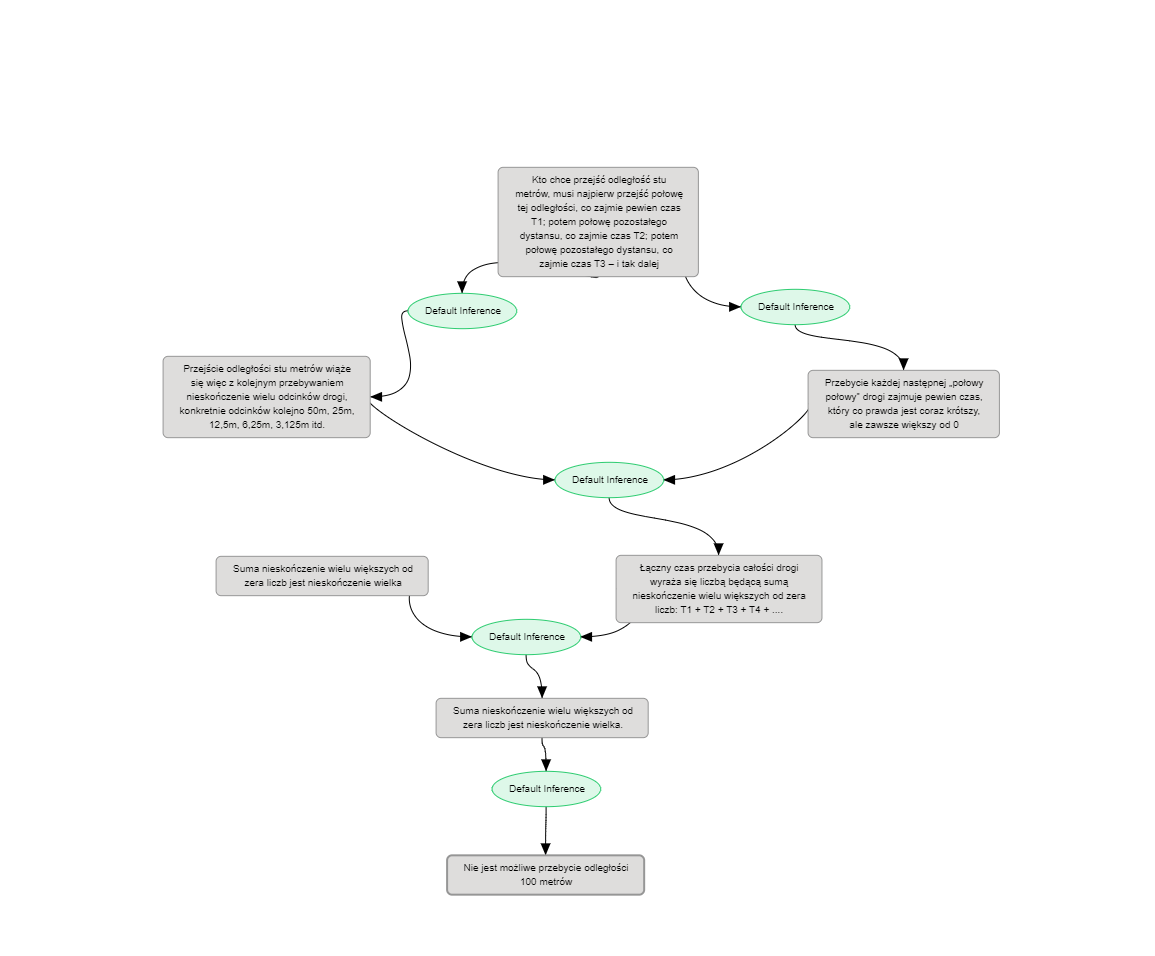 Kto chce przejść odległość stu
metrów, musi najpierw przejść połowę
tej odległości, co zajmie pewien czas
T1; potem połowę pozostałego
dystansu, co zajmie czas T2; potem
połowę pozostałego dystansu, co
zajmie czas T3 – i tak dalej
Default Inference
Default Inference
Przejście odległości stu metrów wiąże
się więc z kolejnym przebywaniem
nieskończenie wielu odcinków drogi,
konkretnie odcinków kolejno 50m, 25m,
12,5m, 6,25m, 3,125m itd.
Przebycie każdej następnej „połowy
połowy” drogi zajmuje pewien czas,
który co prawda jest coraz krótszy,
ale zawsze większy od 0
Default Inference
Suma nieskończenie wielu większych od
zera liczb jest nieskończenie wielka
Łączny czas przebycia całości drogi
wyraża się liczbą będącą sumą
nieskończenie wielu większych od zera
liczb: T1 + T2 + T3 + T4 + ....
Default Inference
Suma nieskończenie wielu większych od
zera liczb jest nieskończenie wielka.
Default Inference
Nie jest możliwe przebycie odległości
100 metrów